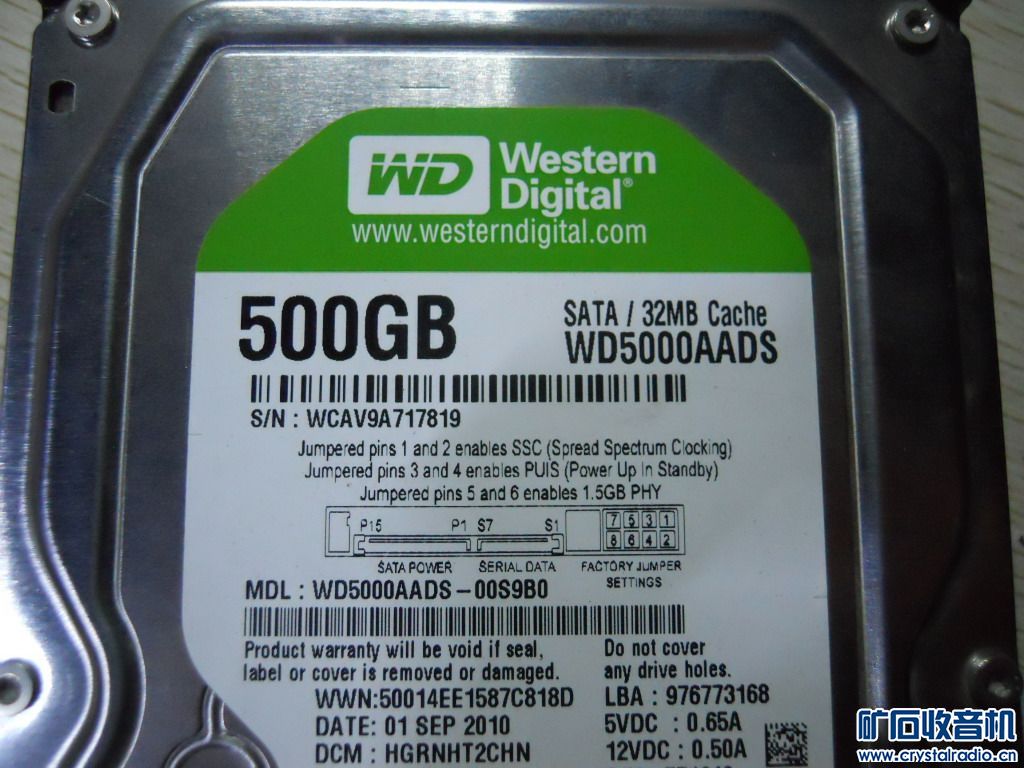 WD Western Digital®
www.westerndigital.com
500GB
SATA / 32MB Cache
WD5000AADS
S/N : WCAV9A717819
Jumpered pins 1 and 2 enables SSC (Spread Spectrum Clocking)
Jumpered pins 3 and 4 enables PUIS (Power Up In Standby)
Jumpered pins 5 and 6 enables 1.5GB PHY
P15 P1 S7 S1 7 5 3 1
8 6 4 2
SATA POWER SERIAL DATA FACTORY JUMPER SETTINGS
MDL : WD5000AADS - 00S9B0
Product warranty will be void if seal,
label or cover is removed or damaged.
Do not cover
any drive holes.
WWN:50014EE1587C818D
LBA : 976773168
DATE: 01 SEP 2010
5VDC : 0.65A
DCM : HGRNHT2CHN
12VDC : 0.50A
矿石收音机
www.crystalradio.cn